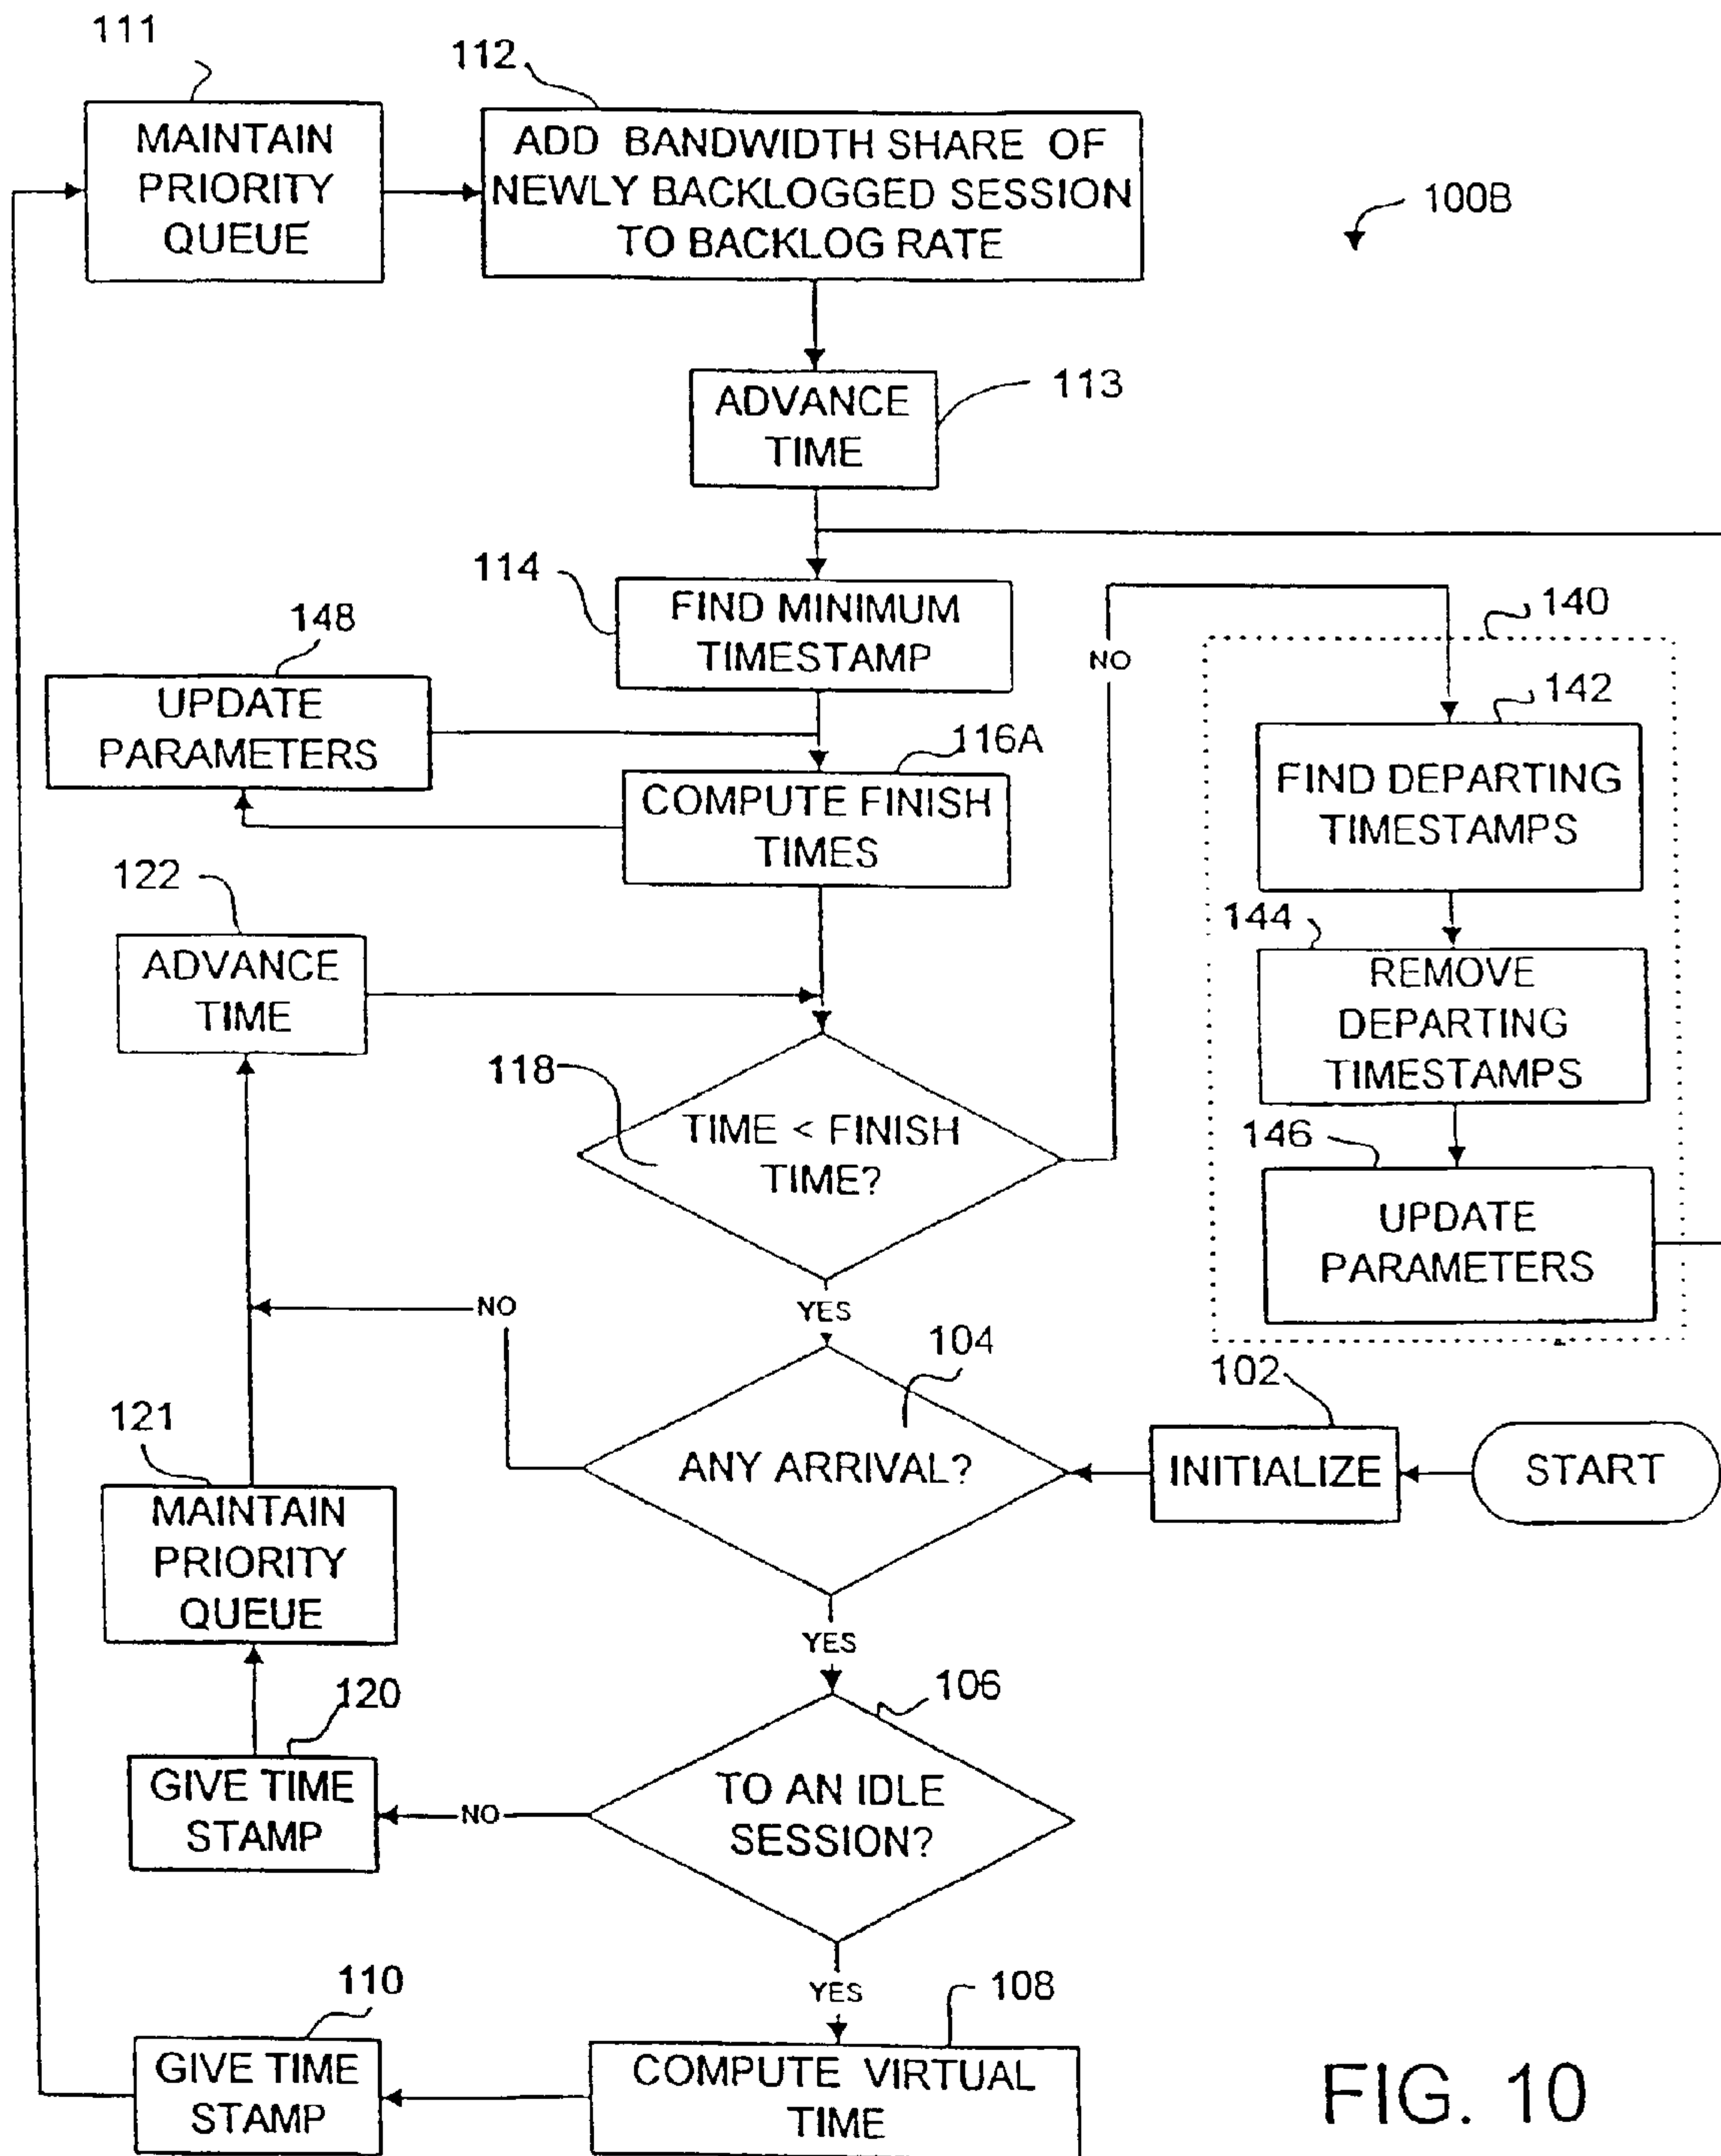 111
112
MAINTAIN
PRIORITY
QUEUE
ADD BANDWIDTH SHARE OF
NEWLY BACKLOGGED SESSION
TO BACKLOG RATE
100B
ADVANCE
TIME
113
114
FIND MINIMUM
TIMESTAMP
148
UPDATE
PARAMETERS
116A
COMPUTE FINISH
TIMES
NO
140
142
FIND DEPARTING
TIMESTAMPS
144
REMOVE
DEPARTING
TIMESTAMPS
146
UPDATE
PARAMETERS
122
ADVANCE
TIME
118
TIME < FINISH
TIME?
YES
NO
104
ANY ARRIVAL?
102
INITIALIZE
START
121
MAINTAIN
PRIORITY
QUEUE
YES
120
GIVE TIME
STAMP
NO
106
TO AN IDLE
SESSION?
YES
110
GIVE TIME
STAMP
108
COMPUTE VIRTUAL
TIME
FIG. 10